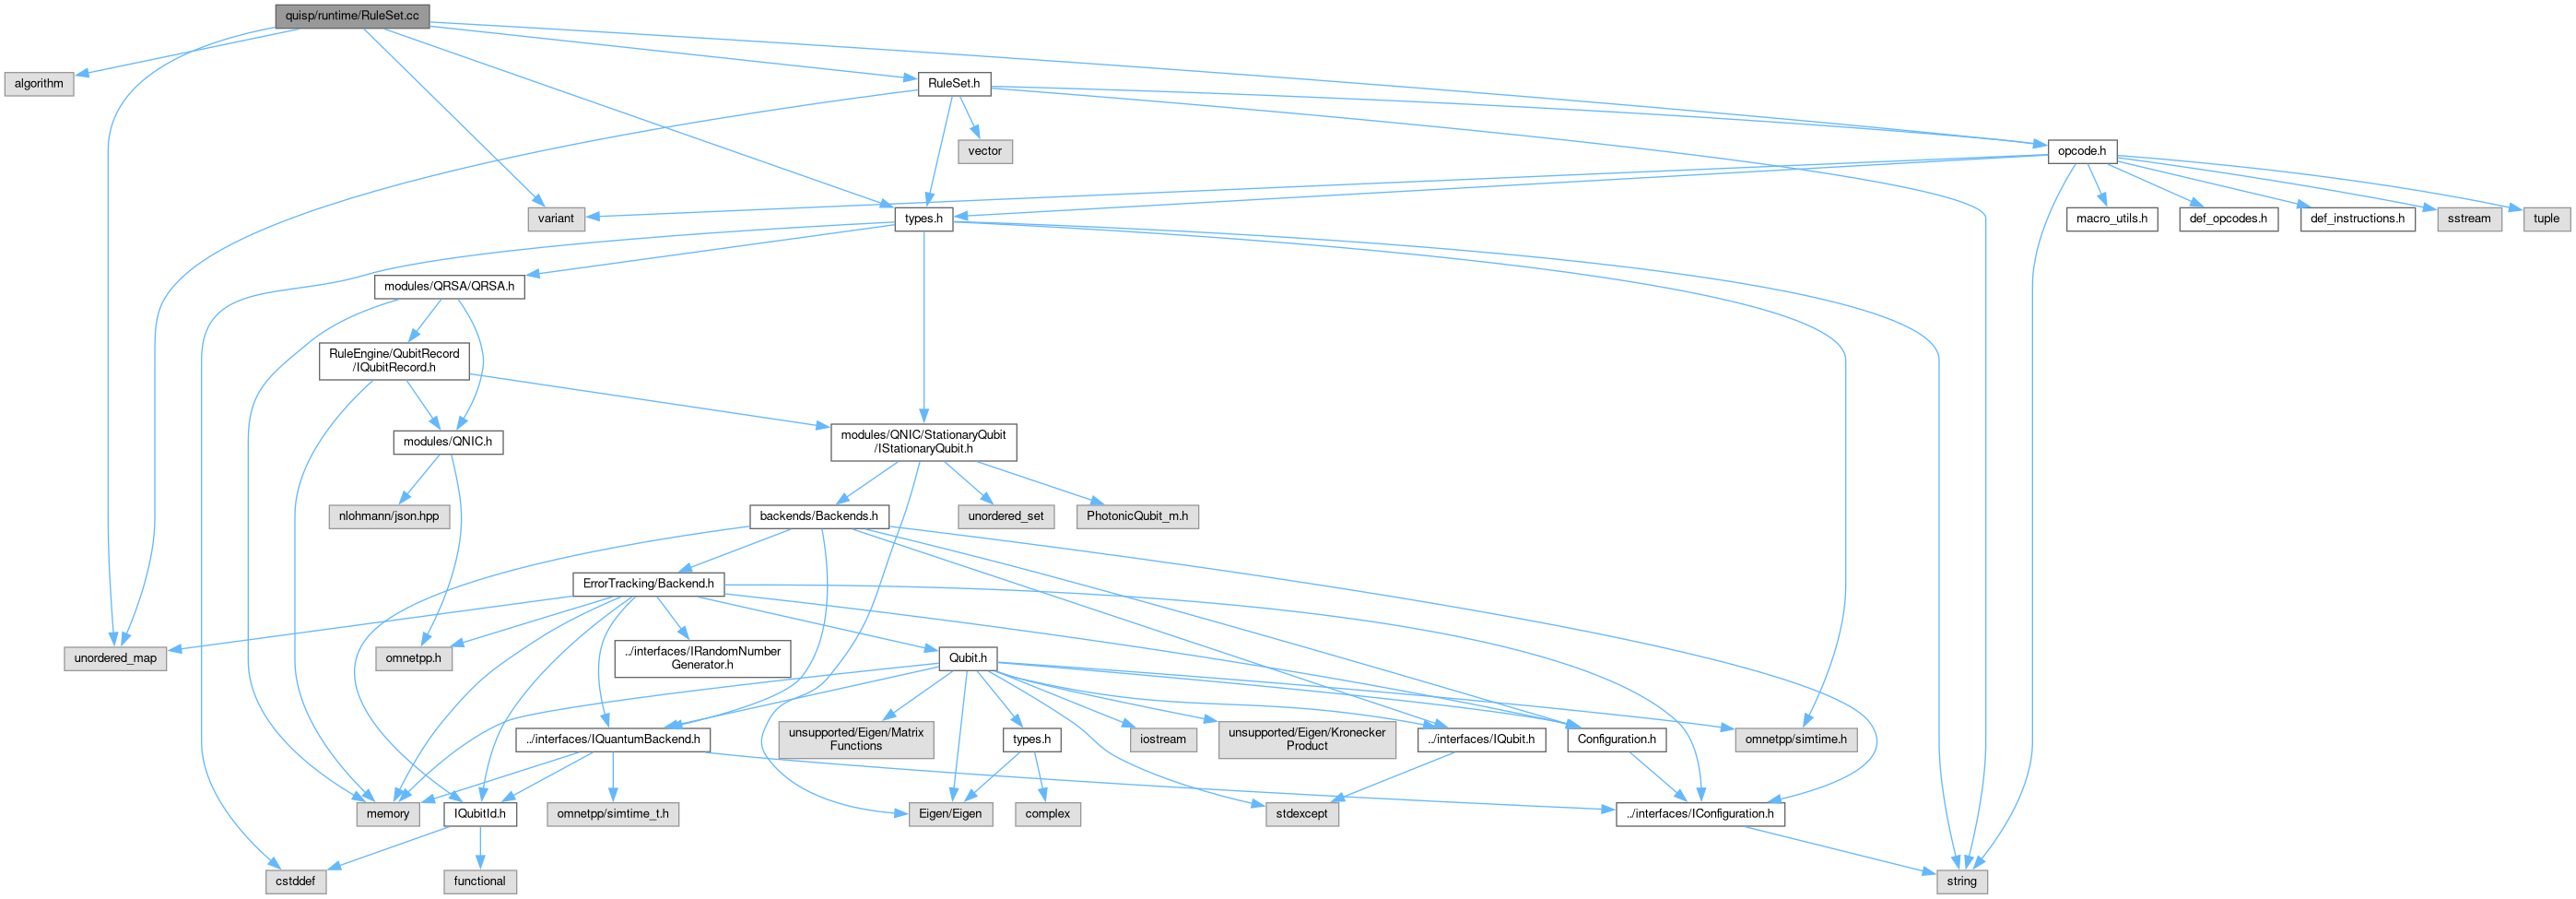 quisp/runtime/RuleSet.cc
algorithm
RuleSet.h
vector
opcode.h
variant
types.h
macro_utils.h
def_opcodes.h
def_instructions.h
sstream
tuple
modules/QRSA/QRSA.h
RuleEngine/QubitRecord
/IQubitRecord.h
modules/QNIC.h
modules/QNIC/StationaryQubit
/IStationaryQubit.h
nlohmann/json.hpp
backends/Backends.h
unordered_set
PhotonicQubit_m.h
ErrorTracking/Backend.h
unordered_map
omnetpp.h
../interfaces/IRandomNumber
Generator.h
Qubit.h
../interfaces/IQuantumBackend.h
unsupported/Eigen/Matrix
Functions
types.h
iostream
unsupported/Eigen/Kronecker
Product
../interfaces/IQubit.h
Configuration.h
omnetpp/simtime.h
memory
IQubitId.h
omnetpp/simtime_t.h
Eigen/Eigen
complex
stdexcept
../interfaces/IConfiguration.h
cstddef
functional
string